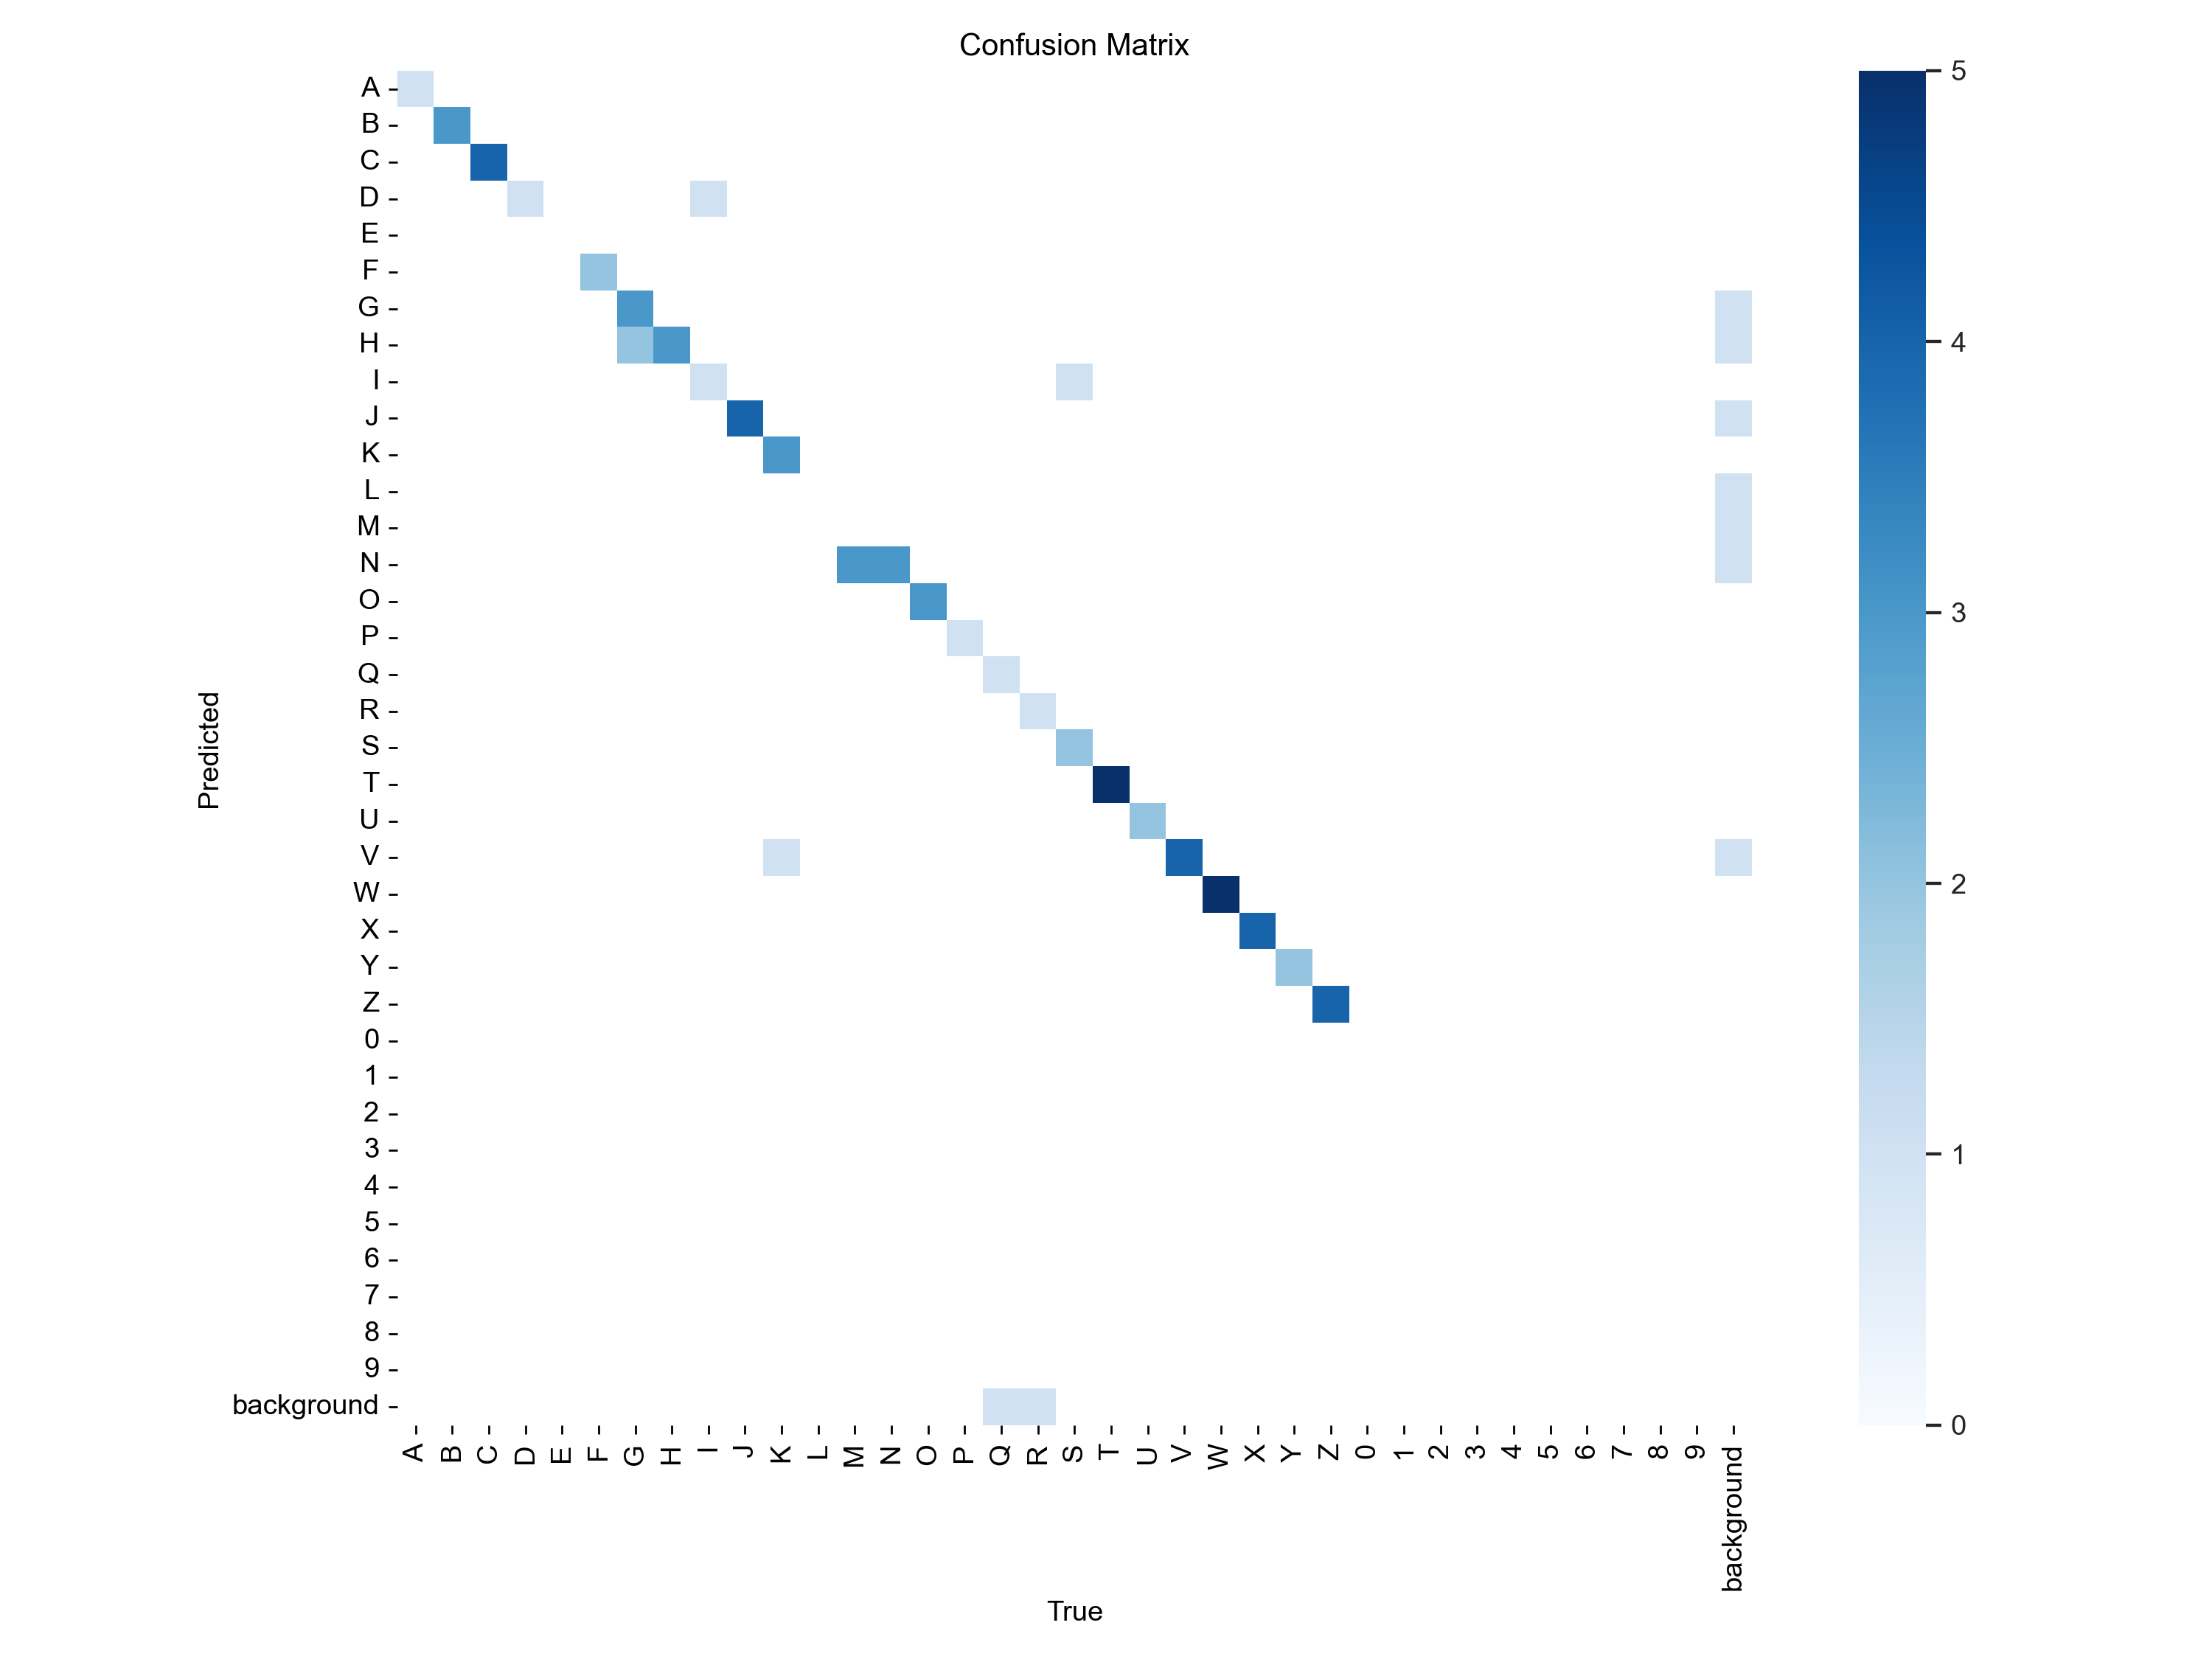 Confusion Matrix
A
B
C
D
E
F
G
H
I
J
K
L
M
N
O
P
Q
R
S
T
U
V
W
X
Y
Z
0
1
2
3
4
5
6
7
8
9
background
Predicted
A B C D E F G H I J K L M N O P Q R S T U V W X Y Z 0 1 2 3 4 5 6 7 8 9 background
True
5
4
3
2
1
0